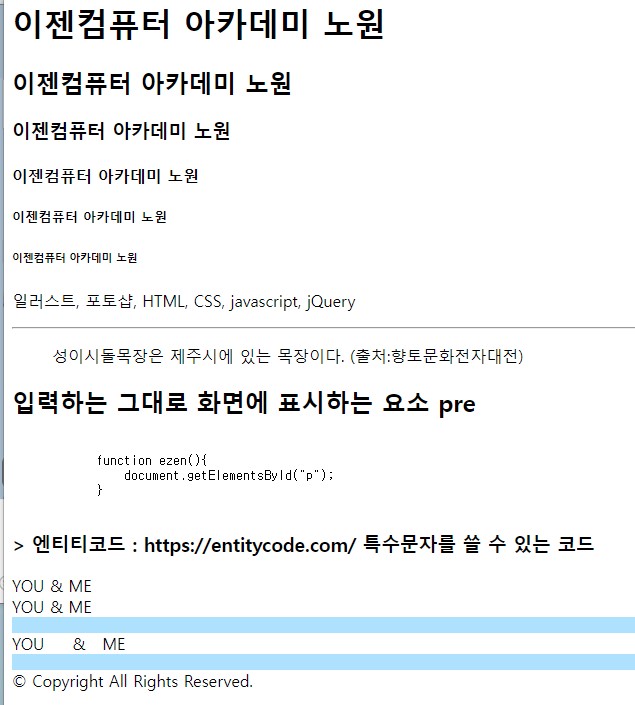 이젠컴퓨터 아카데미 노원
이젠컴퓨터 아카데미 노원
이젠컴퓨터 아카데미 노원
이젠컴퓨터 아카데미 노원
이젠컴퓨터 아카데미 노원
이젠컴퓨터 아카데미 노원
일러스트, 포토샵, HTML, CSS, javascript, jQuery
성이시돌목장은 제주시에 있는 목장이다. (출처:향토문화전자대전)
입력하는 그대로 화면에 표시하는 요소 pre
function ezen(){
document.getElementsById("p");
}
> 엔티티코드 : https://entitycode.com/ 특수문자를 쓸 수 있는 코드
YOU & ME
YOU & ME
YOU & ME
© Copyright All Rights Reserved.